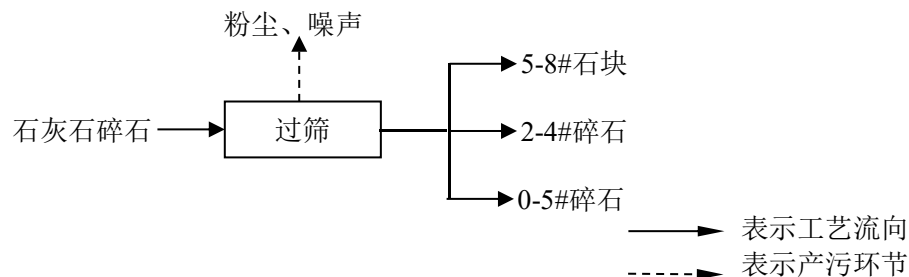 粉尘、噪声
5-8#石块
石灰石碎石
过筛
2-4#碎石
0-5#碎石
表示工艺流向
表示产污环节